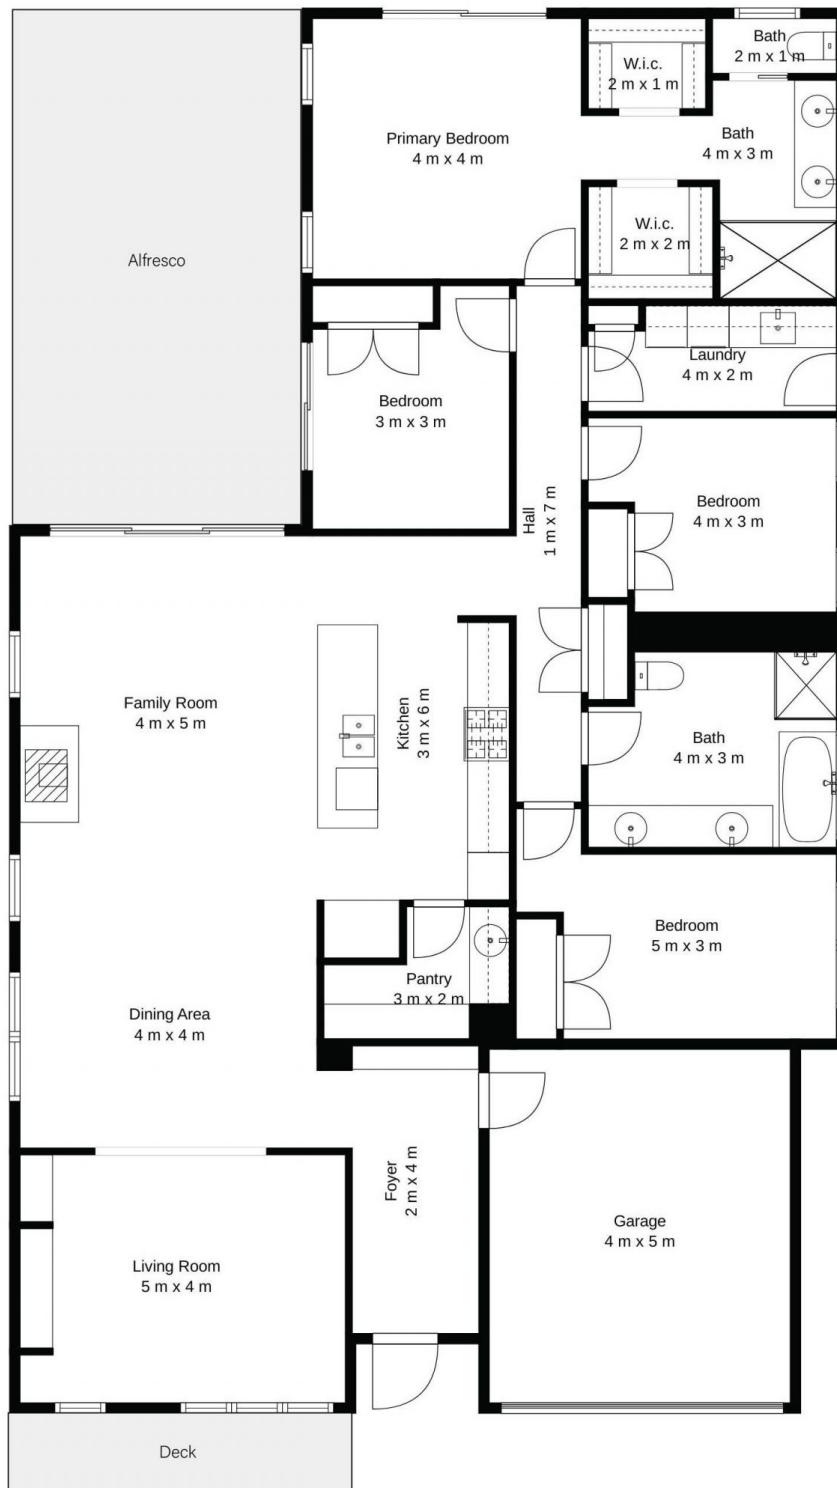 Bath
2 m x 1 m
W.i.c.
2 m x 1 m
Primary Bedroom
4 m x 4 m
Bath
4 m x 3 m
W.i.c.
2 m x 2 m
Alfresco
Laundry
4 m x 2 m
Bedroom
3 m x 3 m
Bedroom
4 m x 3 m
Hall
1 m x 7 m
Family Room
4 m x 5 m
Kitchen
3 m x 6 m
Bath
4 m x 3 m
Bedroom
5 m x 3 m
Pantry
3 m x 2 m
Dining Area
4 m x 4 m
Foyer
2 m x 4 m
Garage
4 m x 5 m
Living Room
5 m x 4 m
Deck